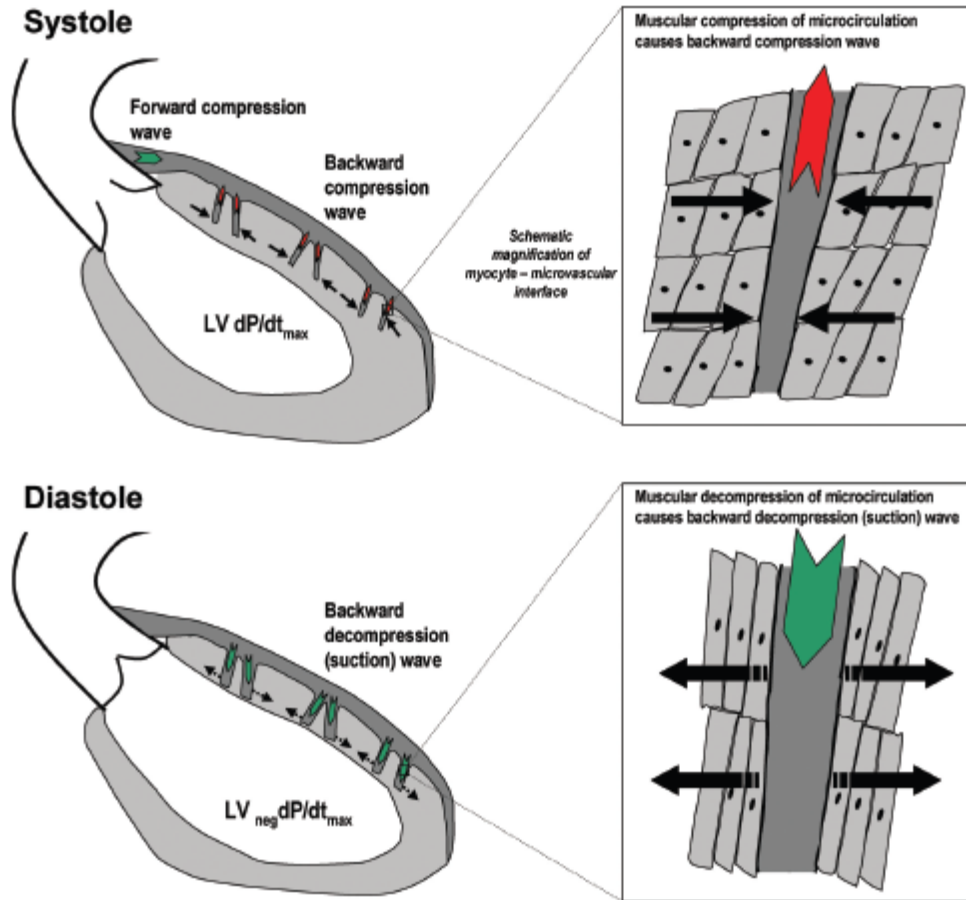 Systole
Muscular compression of microcirculation
causes backward compression wave
Forward compression
wave
Backward
compression
wave
Schematic
magnification of
myocyte – microvascular
interface
LV dP/dtmax
Diastole
Muscular decompression of microcirculation
causes backward decompression (suction) wave
Backward
decompression
(suction) wave
LV negdP/dtmax